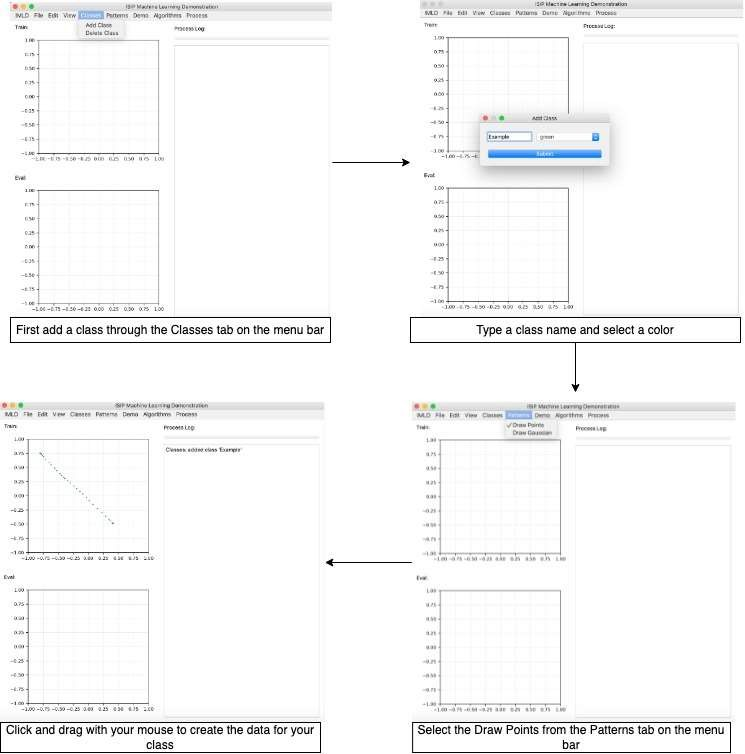 ISIP Machine Learning Demonstration
IMLD File Edit View Classes Patterns Demo Algorithms Process
Add Class
Delete Class
Train:
Process Log:
1.00
0.75
0.50
0.25
0.00
−0.25
−0.50
−0.75
−1.00
−1.00 −0.75 −0.50 −0.25 0.00 0.25 0.50 0.75 1.00
Eval:
1.00
0.75
0.50
0.25
0.00
−0.25
−0.50
−0.75
−1.00
−1.00 −0.75 −0.50 −0.25 0.00 0.25 0.50 0.75 1.00
First add a class through the Classes tab on the menu bar
ISIP Machine Learning Demonstration
IMLD File Edit View Classes Patterns Demo Algorithms Process
Train:
Process Log:
1.00
0.75
0.50
0.25
0.00
−0.25
−0.50
−0.75
−1.00
−1.00 −0.75
Add Class
Example green
Submit
Eval:
1.00
0.75
0.50
0.25
0.00
−0.25
−0.50
−0.75
−1.00
−1.00 −0.75 −0.50 −0.25 0.00 0.25 0.50 0.75 1.00
Type a class name and select a color
ISIP Machine Learning Demonstration
IMLD File Edit View Classes Patterns Demo Algorithms Process
✓ Draw Points
Draw Gaussian
Train:
Process Log:
1.00
0.75
0.50
0.25
0.00
−0.25
−0.50
−0.75
−1.00
−1.00 −0.75 −0.50 −0.25 0.00 0.25 0.50 0.75 1.00
Eval:
1.00
0.75
0.50
0.25
0.00
−0.25
−0.50
−0.75
−1.00
−1.00 −0.75 −0.50 −0.25 0.00 0.25 0.50 0.75 1.00
Select the Draw Points from the Patterns tab on the menu
bar
ISIP Machine Learning Demonstration
IMLD File Edit View Classes Patterns Demo Algorithms Process
Train:
Process Log:
Classes: added class 'Example'
1.00
0.75
0.50
0.25
0.00
−0.25
−0.50
−0.75
−1.00
−1.00 −0.75 −0.50 −0.25 0.00 0.25 0.50 0.75 1.00
Eval:
1.00
0.75
0.50
0.25
0.00
−0.25
−0.50
−0.75
−1.00
−1.00 −0.75 −0.50 −0.25 0.00 0.25 0.50 0.75 1.00
Click and drag with your mouse to create the data for your
class